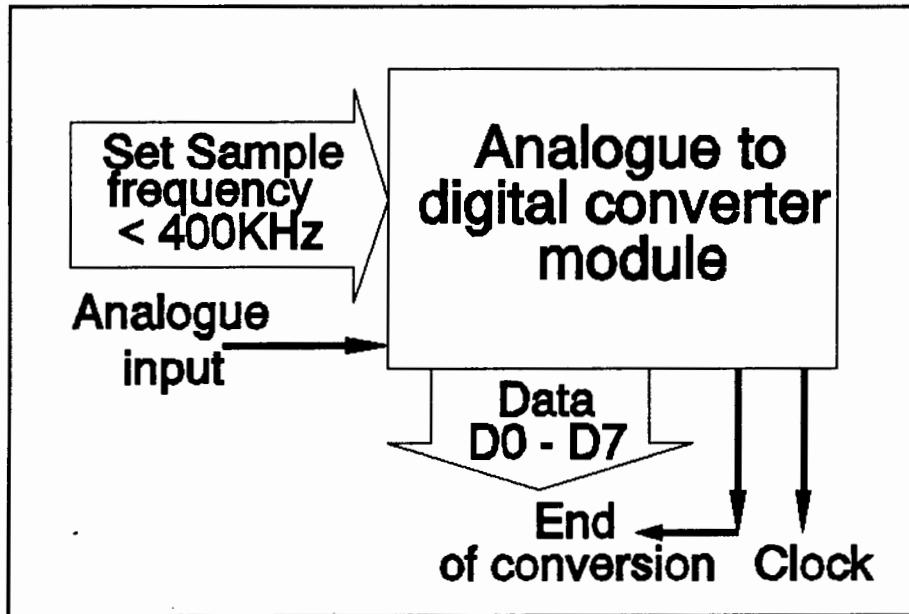 Set Sample
frequency
< 400KHz
Analogue to
digital converter
module
Analogue
input
Data
D0 - D7
End
of conversion
Clock